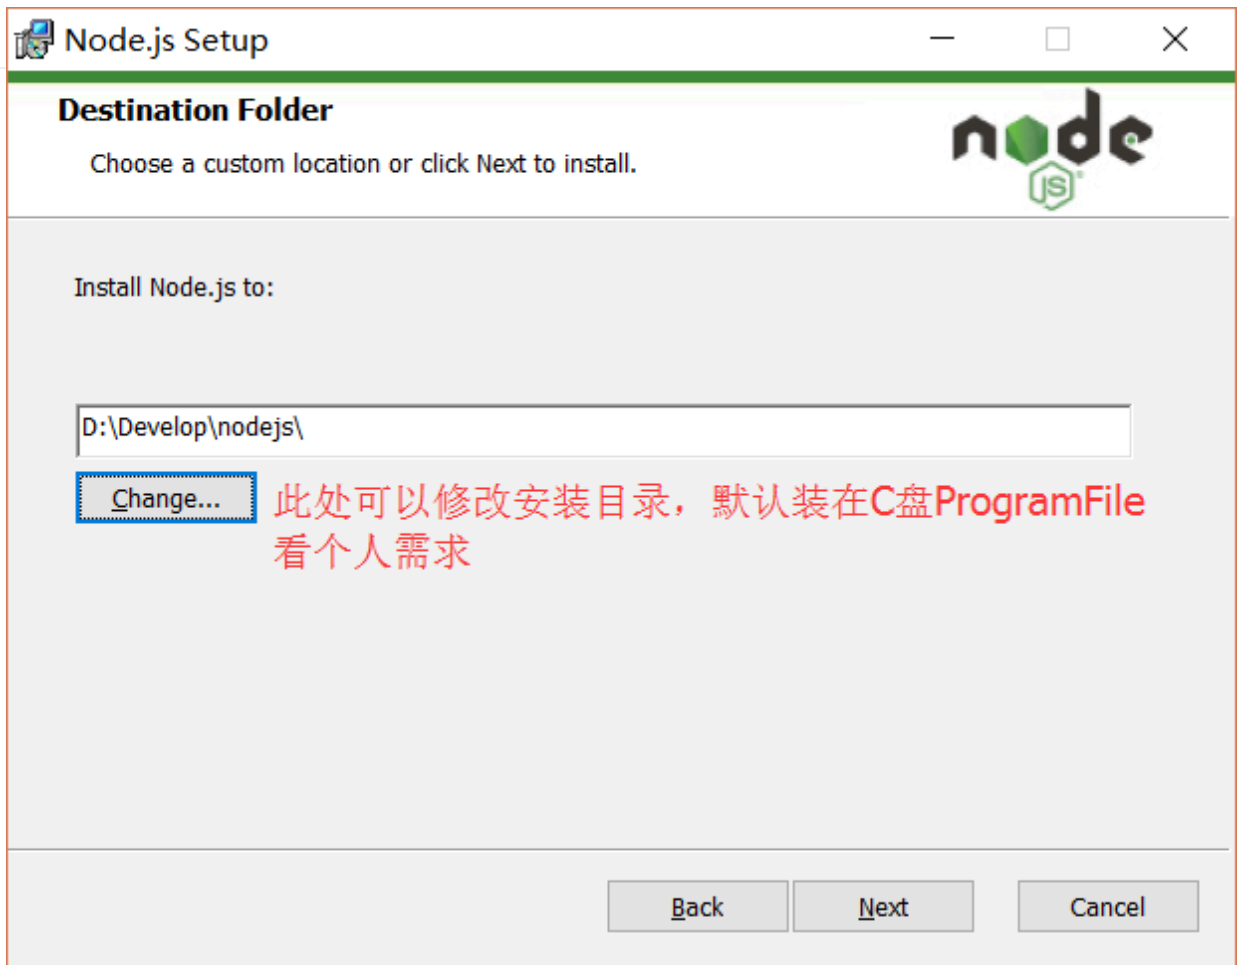 Node.js Setup
Destination Folder
Choose a custom location or click Next to install.
node
JS
Install Node.js to:
D:\Develop\nodejs\
Change...
此处可以修改安装目录，默认装在C盘ProgramFile
看个人需求
Back
Next
Cancel